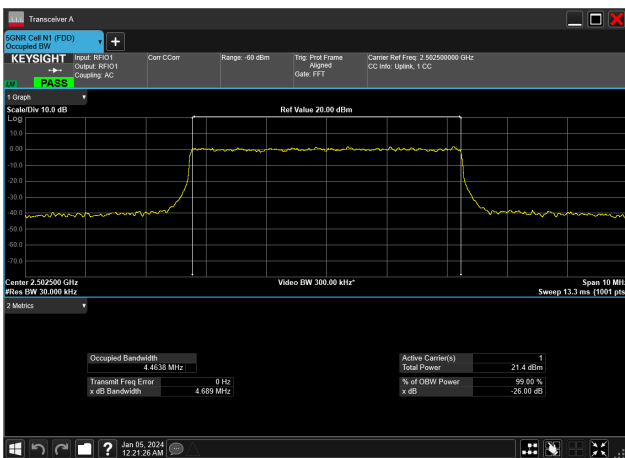 Transceiver A
5GNR Cell N1 (FDD)
Occupied BW
KEYSIGHT
PASS
Input: RFIO1
Output: RFIO1
Coupling: AC
Corr CCorr
Range: -60 dBm
Trig: Prot Frame
Aligned
Gate: FFT
Carrier Ref Freq: 2.502500000 GHz
CC Info: Uplink, 1 CC
1 Graph
Scale/Div 10.0 dB
Ref Value 20.00 dBm
Log
10.0
0.00
-10.0
-20.0
-30.0
-40.0
-50.0
-60.0
-70.0
Center 2.502500 GHz
Video BW 300.00 kHz*
Span 10 MHz
#Res BW 30.000 kHz
Sweep 13.3 ms (1001 pts
2 Metrics
Occupied Bandwidth
4.4638 MHz
Active Carrier(s) 1
Total Power 21.4 dBm
Transmit Freq Error 0 Hz
x dB Bandwidth 4.689 MHz
% of OBW Power 99.00 %
x dB -26.00 dB
Jan 05, 2024
12:21:26 AM